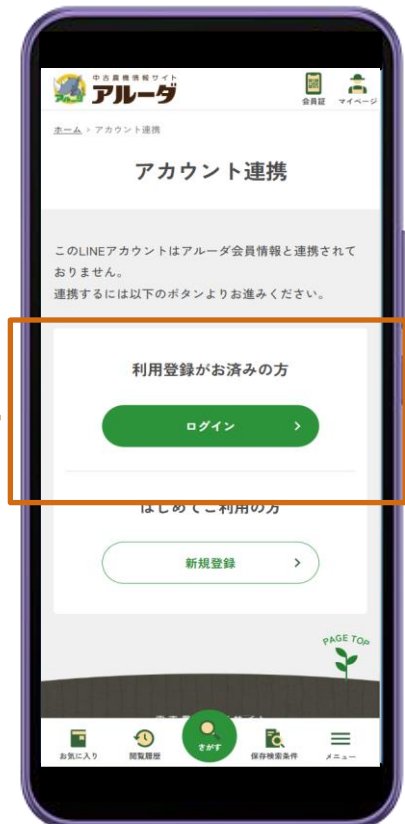 中古農機情報サイト
アルーダ
会員証
マイページ
ホーム > アカウント連携
アカウント連携
このLINEアカウントはアルーダ会員情報と連携されて
おりません。
連携するには以下のボタンよりお進みください。
利用登録がお済みの方
ログイン
はじめてご利用の方
新規登録
PAGE TOP
お気に入り
閲覧履歴
さがす
保存検索条件
メニュー